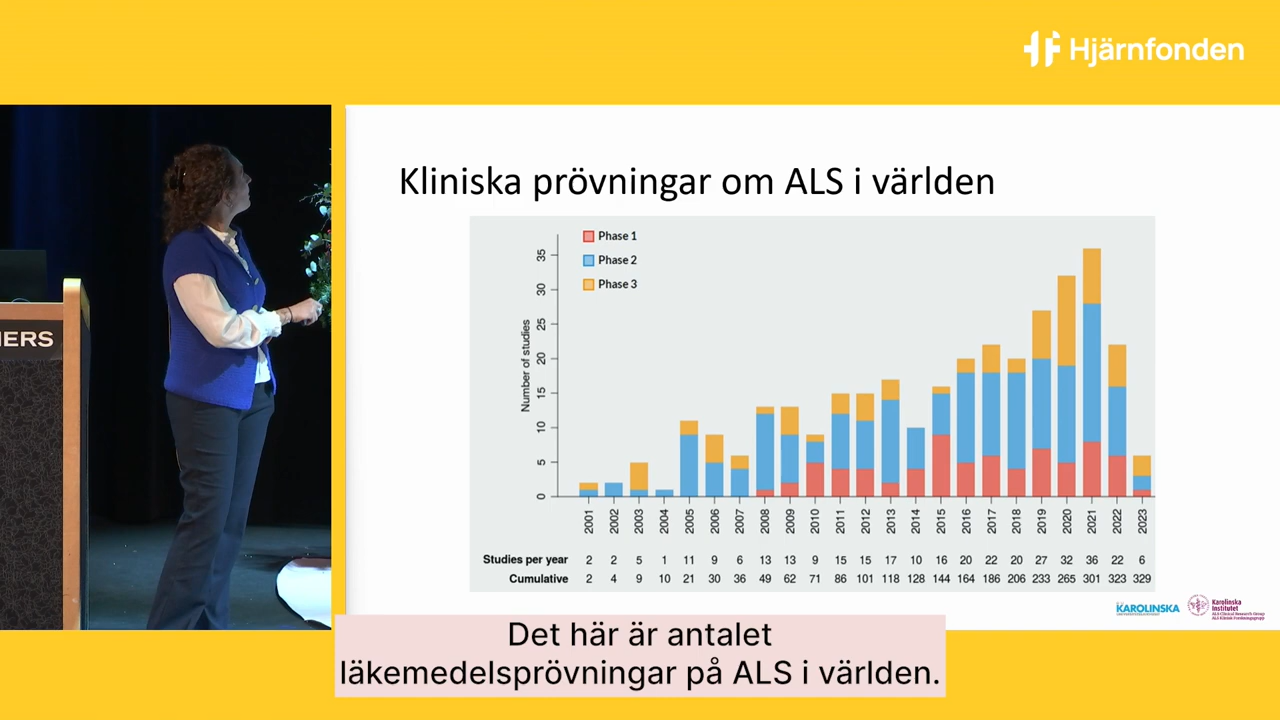 Hjärnfonden
Kliniska prövningar om ALS i världen
Phase 1
Phase 2
Phase 3
Number of studies
35
30
25
20
15
10
5
0
2001 2002 2003 2004 2005 2006 2007 2008 2009 2010 2011 2012 2013 2014 2015 2016 2017 2018 2019 2020 2021 2022 2023
Studies per year 2 2 5 1 11 9 6 13 13 9 15 15 17 10 16 20 22 20 27 32 36 22 6
Cumulative 2 4 9 10 21 30 36 49 62 71 86 101 118 128 144 164 186 206 233 265 301 323 329
IERS
KAROLINSKA
Karolinska
Institutet
ALS Clinical Research Group
Det här är antalet
läkemedelsprövningar på ALS i världen.